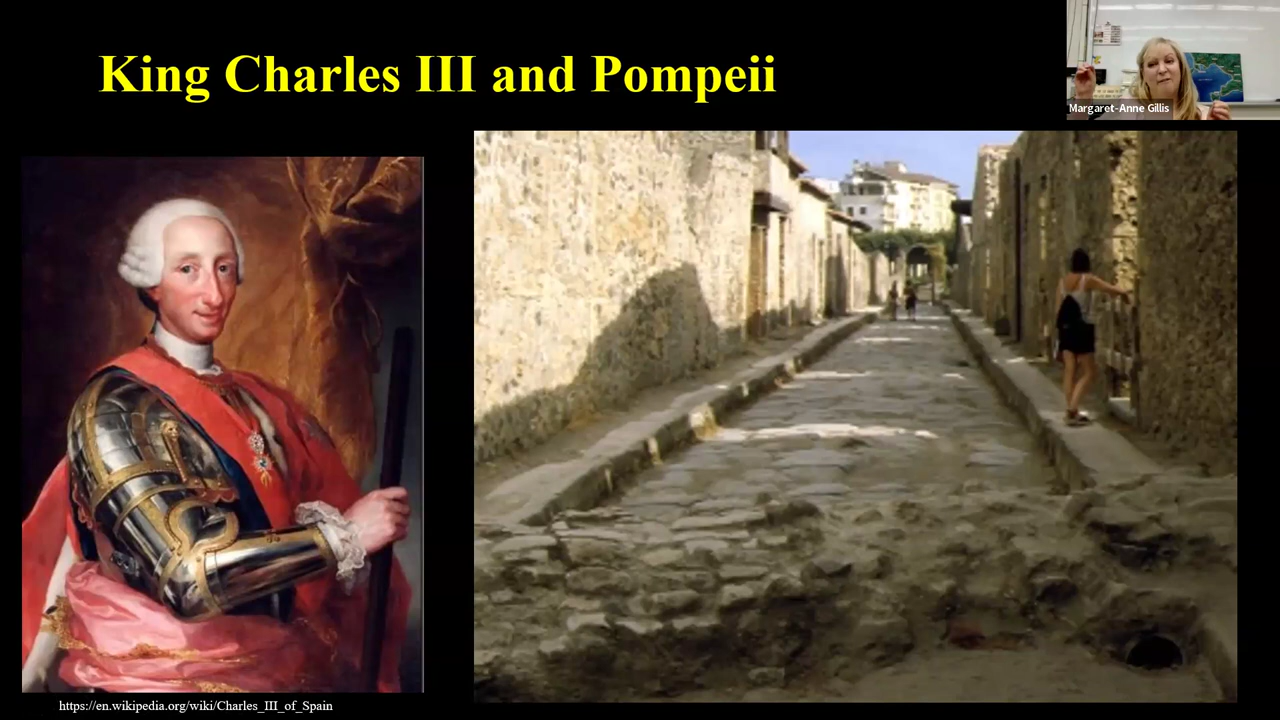 King Charles III and Pompeii
Margaret-Anne Gillis
https://en.wikipedia.org/wiki/Charles_III_of_Spain